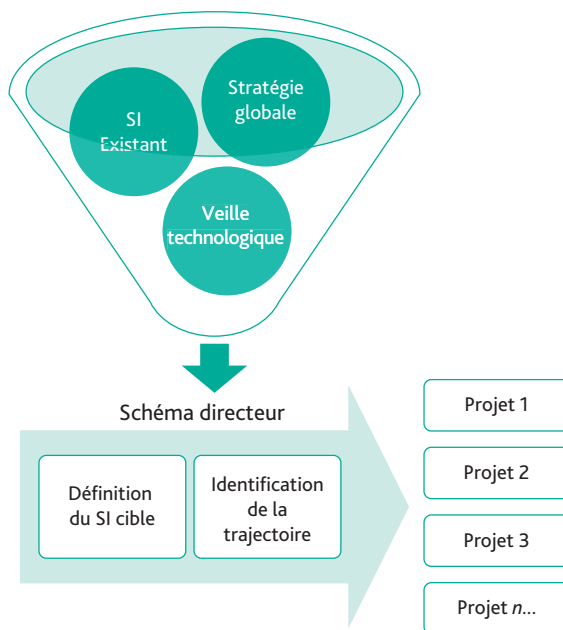 Stratégie
globale
SI
Existant
Veille
technologique
Schéma directeur
Définition
du SI cible
Identification
de la
trajectoire
Projet 1
Projet 2
Projet 3
Projet n...